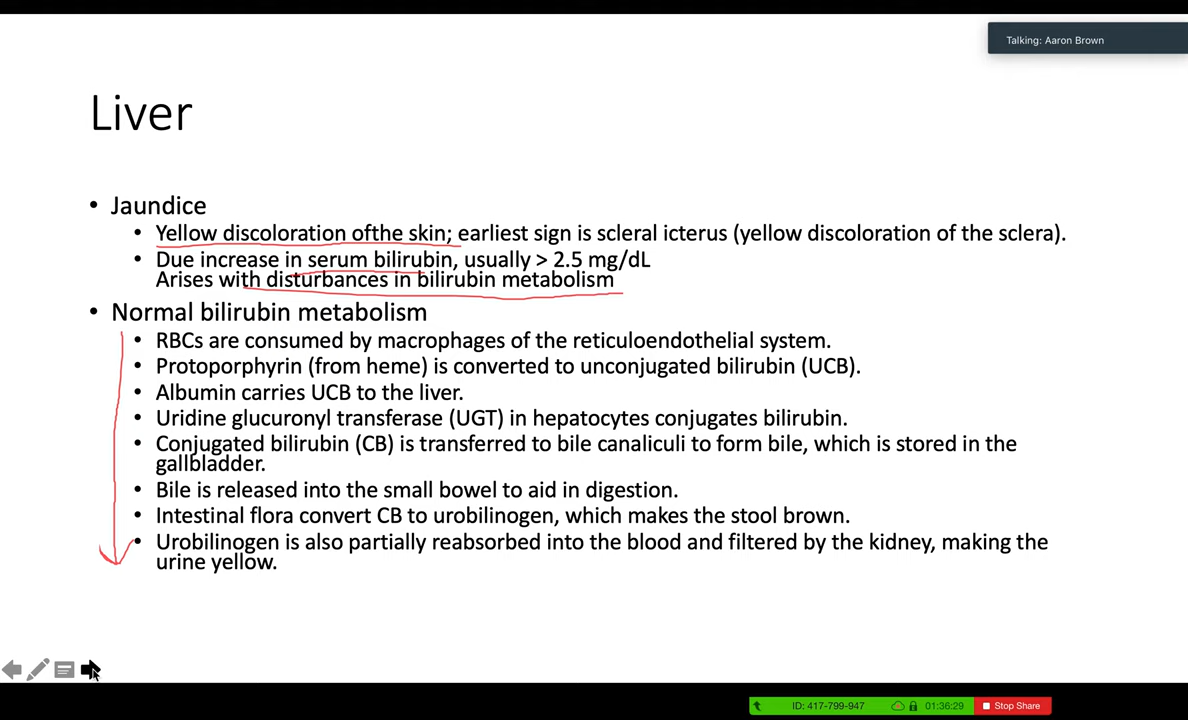 Talking: Aaron Brown
Liver
• Jaundice
• Yellow discoloration ofthe skin; earliest sign is scleral icterus (yellow discoloration of the sclera).
• Due increase in serum bilirubin, usually > 2.5 mg/dL
Arises with disturbances in bilirubin metabolism
• Normal bilirubin metabolism
• RBCs are consumed by macrophages of the reticuloendothelial system.
• Protoporphyrin (from heme) is converted to unconjugated bilirubin (UCB).
• Albumin carries UCB to the liver.
• Uridine glucuronyl transferase (UGT) in hepatocytes conjugates bilirubin.
• Conjugated bilirubin (CB) is transferred to bile canaliculi to form bile, which is stored in the
gallbladder.
• Bile is released into the small bowel to aid in digestion.
• Intestinal flora convert CB to urobilinogen, which makes the stool brown.
• Urobilinogen is also partially reabsorbed into the blood and filtered by the kidney, making the
urine yellow.
ID: 417-799-947 01:36:29 Stop Share